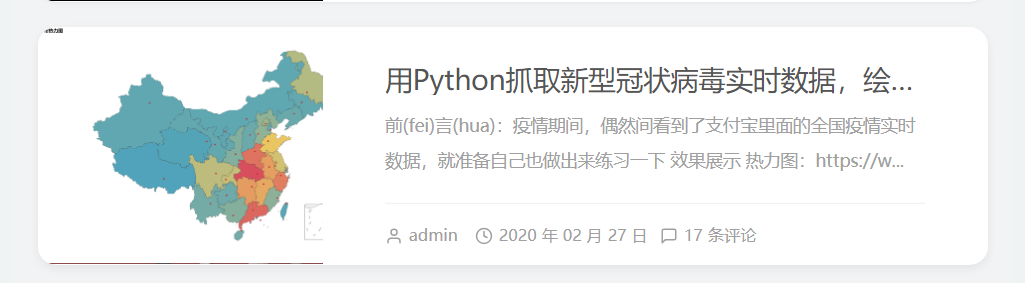 热力图
用Python抓取新型冠状病毒实时数据，绘...
前(fei)言(hua)：疫情期间，偶然间看到了支付宝里面的全国疫情实时
数据，就准备自己也做出来练习一下 效果展示 热力图：https://w...
admin 2020 年 02 月 27 日 17 条评论